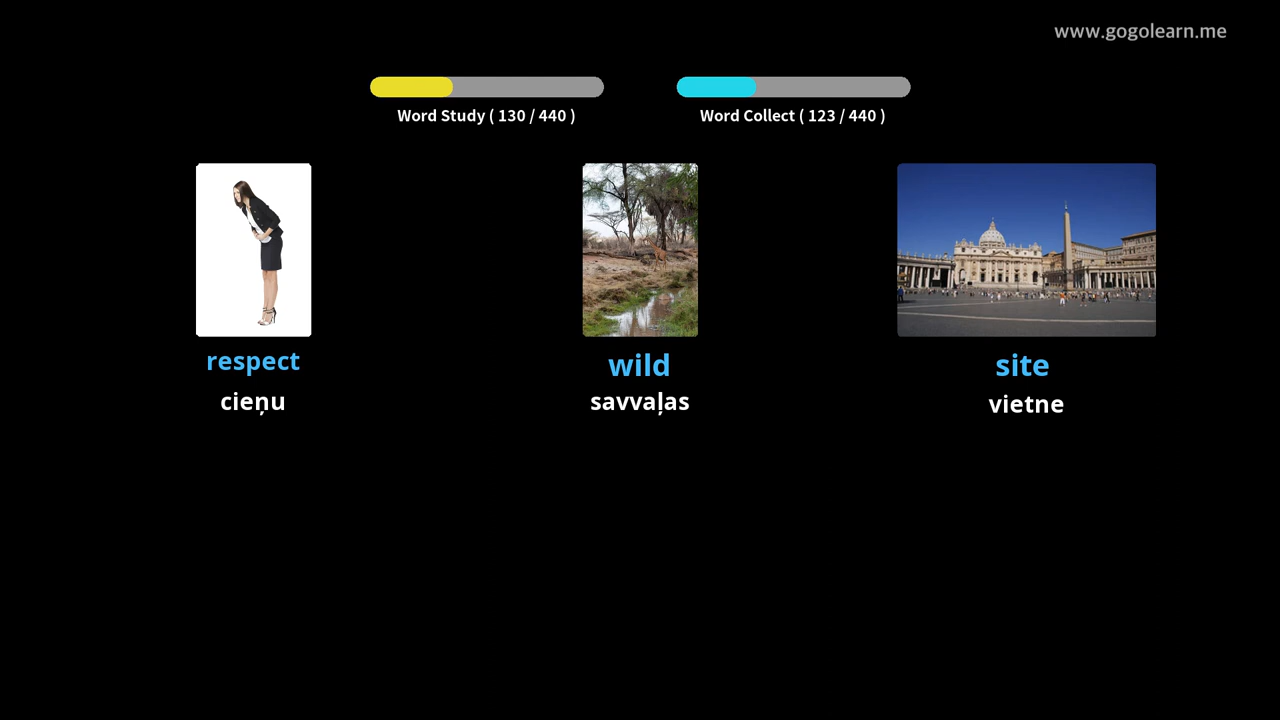 www.gogolearn.me
Word Study ( 130 / 440 )
Word Collect ( 123 / 440 )
respect
wild
site
cieņu
savvaļas
vietne